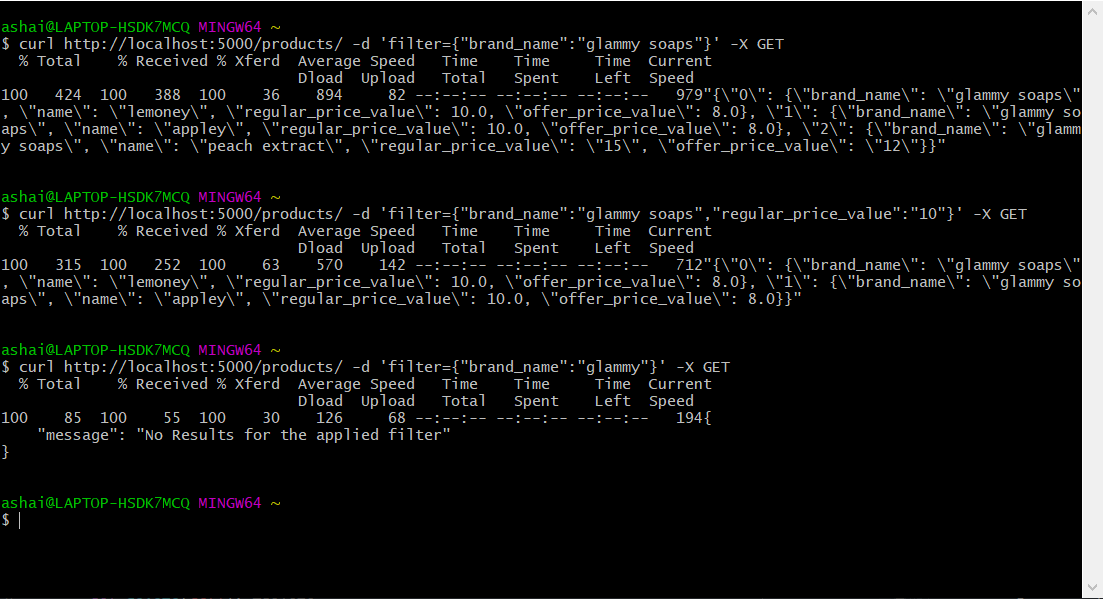 ashai@LAPTOP-HSDK7MCQ MINGW64 ~
$ curl http://localhost:5000/products/ -d 'filter={"brand_name":"glammy soaps"}' -X GET
  % Total    % Received % Xferd  Average Speed   Time    Time     Time  Current
                                 Dload  Upload   Total   Spent    Left  Speed
100   424  100   388  100    36    894     82 --:--:-- --:--:-- --:--:--   979"{\"0\": {\"brand_name\": \"glammy soaps\"
, \"name\": \"lemoney\", \"regular_price_value\": 10.0, \"offer_price_value\": 8.0}, \"1\": {\"brand_name\": \"glammy so
aps\", \"name\": \"appley\", \"regular_price_value\": 10.0, \"offer_price_value\": 8.0}, \"2\": {\"brand_name\": \"glamm
y soaps\", \"name\": \"peach extract\", \"regular_price_value\": \"15\", \"offer_price_value\": \"12\"}}"
ashai@LAPTOP-HSDK7MCQ MINGW64 ~
$ curl http://localhost:5000/products/ -d 'filter={"brand_name":"glammy soaps","regular_price_value":"10"}' -X GET
  % Total    % Received % Xferd  Average Speed   Time    Time     Time  Current
                                 Dload  Upload   Total   Spent    Left  Speed
100   315  100   252  100    63    570    142 --:--:-- --:--:-- --:--:--   712"{\"0\": {\"brand_name\": \"glammy soaps\"
, \"name\": \"lemoney\", \"regular_price_value\": 10.0, \"offer_price_value\": 8.0}, \"1\": {\"brand_name\": \"glammy so
aps\", \"name\": \"appley\", \"regular_price_value\": 10.0, \"offer_price_value\": 8.0}}"
ashai@LAPTOP-HSDK7MCQ MINGW64 ~
$ curl http://localhost:5000/products/ -d 'filter={"brand_name":"glammy"}' -X GET
  % Total    % Received % Xferd  Average Speed   Time    Time     Time  Current
                                 Dload  Upload   Total   Spent    Left  Speed
100    85  100    55  100    30    126     68 --:--:-- --:--:-- --:--:--   194{
    "message": "No Results for the applied filter"
}
ashai@LAPTOP-HSDK7MCQ MINGW64 ~
$